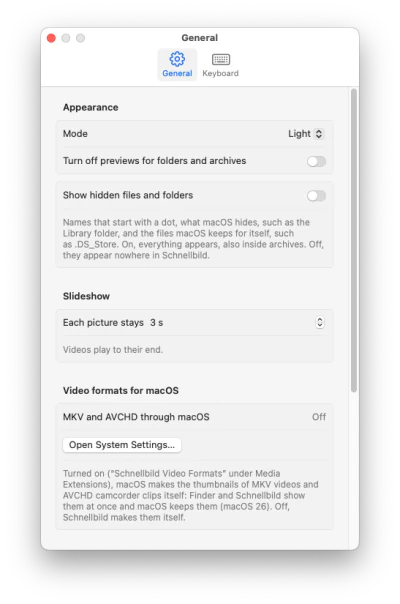 General
General
Keyboard
Appearance
Mode Light
Turn off previews for folders and archives
Show hidden files and folders
Names that start with a dot, what macOS hides, such as the
Library folder, and the files macOS keeps for itself, such
as .DS_Store. On, everything appears, also inside archives. Off,
they appear nowhere in Schnellbild.
Slideshow
Each picture stays 3 s
Videos play to their end.
Video formats for macOS
MKV and AVCHD through macOS Off
Open System Settings...
Turned on ("Schnellbild Video Formats" under Media
Extensions), macOS makes the thumbnails of MKV videos and
AVCHD camcorder clips itself: Finder and Schnellbild show
them at once and macOS keeps them (macOS 26). Off,
Schnellbild makes them itself.